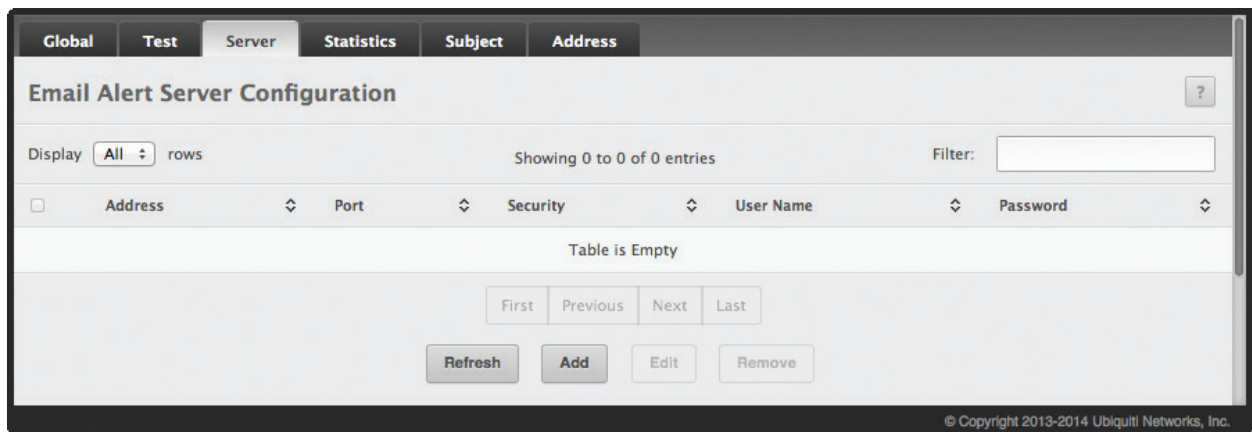 Global Test Server Statistics Subject Address
Email Alert Server Configuration ?
Display All rows Showing 0 to 0 of 0 entries Filter:
Address Port Security User Name Password
Table is Empty
First Previous Next Last
Refresh Add Edit Remove
© Copyright 2013-2014 Ubiquiti Networks, Inc.